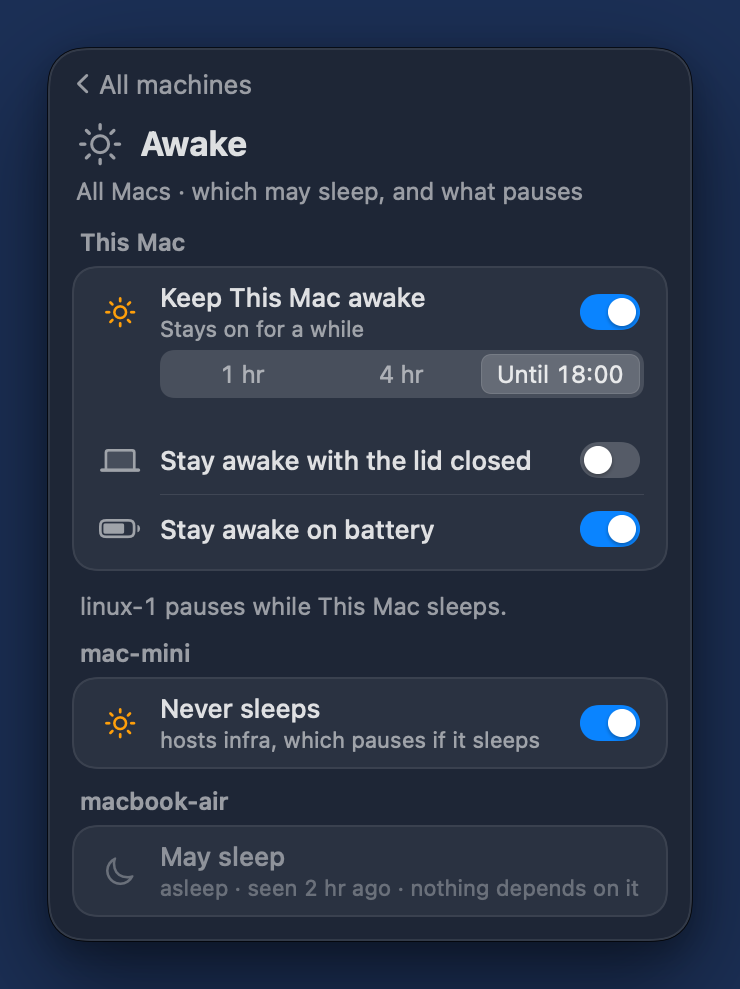 All machines
Awake
All Macs · which may sleep, and what pauses
This Mac
Keep This Mac awake
Stays on for a while
1 hr 4 hr Until 18:00
Stay awake with the lid closed
Stay awake on battery
linux-1 pauses while This Mac sleeps.
mac-mini
Never sleeps
hosts infra, which pauses if it sleeps
macbook-air
May sleep
asleep · seen 2 hr ago · nothing depends on it